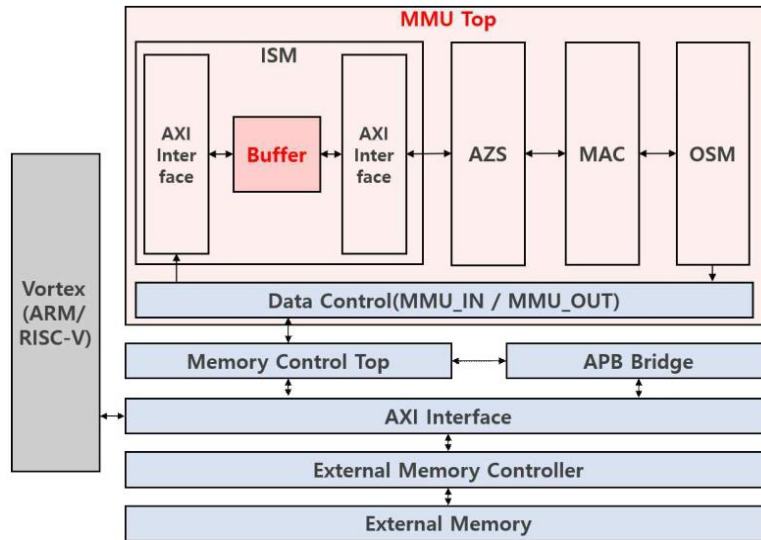 MMU Top
ISM
AXI
Inter
face
Buffer
AXI
Inter
face
AZS
MAC
OSM
Data Control(MMU_IN / MMU_OUT)
Vortex
(ARM/
RISC-V)
Memory Control Top
APB Bridge
AXI Interface
External Memory Controller
External Memory